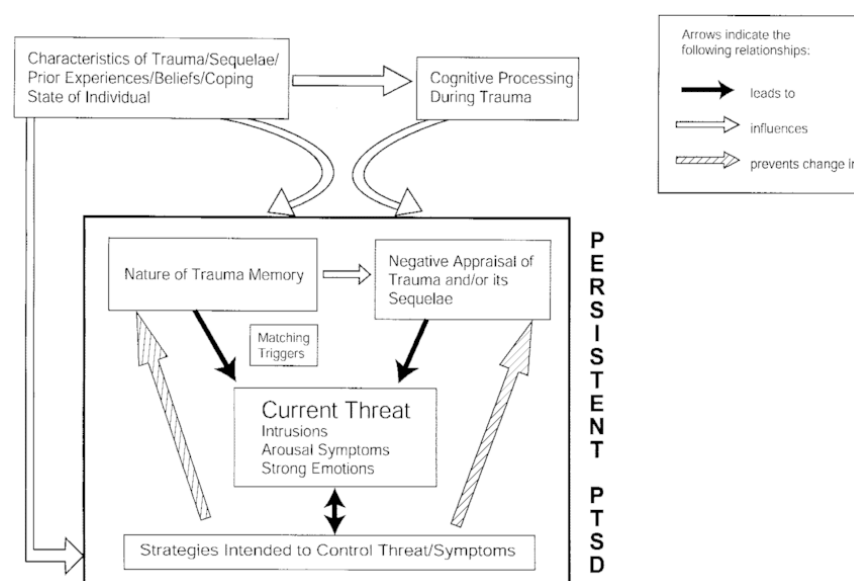 Characteristics of Trauma/Sequelae/
Prior Experiences/Beliefs/Coping
State of Individual
Cognitive Processing
During Trauma
Arrows indicate the
following relationships:
leads to
influences
prevents change in
Nature of Trauma Memory
Negative Appraisal of
Trauma and/or its
Sequelae
Matching
Triggers
Current Threat
Intrusions
Arousal Symptoms
Strong Emotions
Strategies Intended to Control Threat/Symptoms
PERSISTENT PTSD